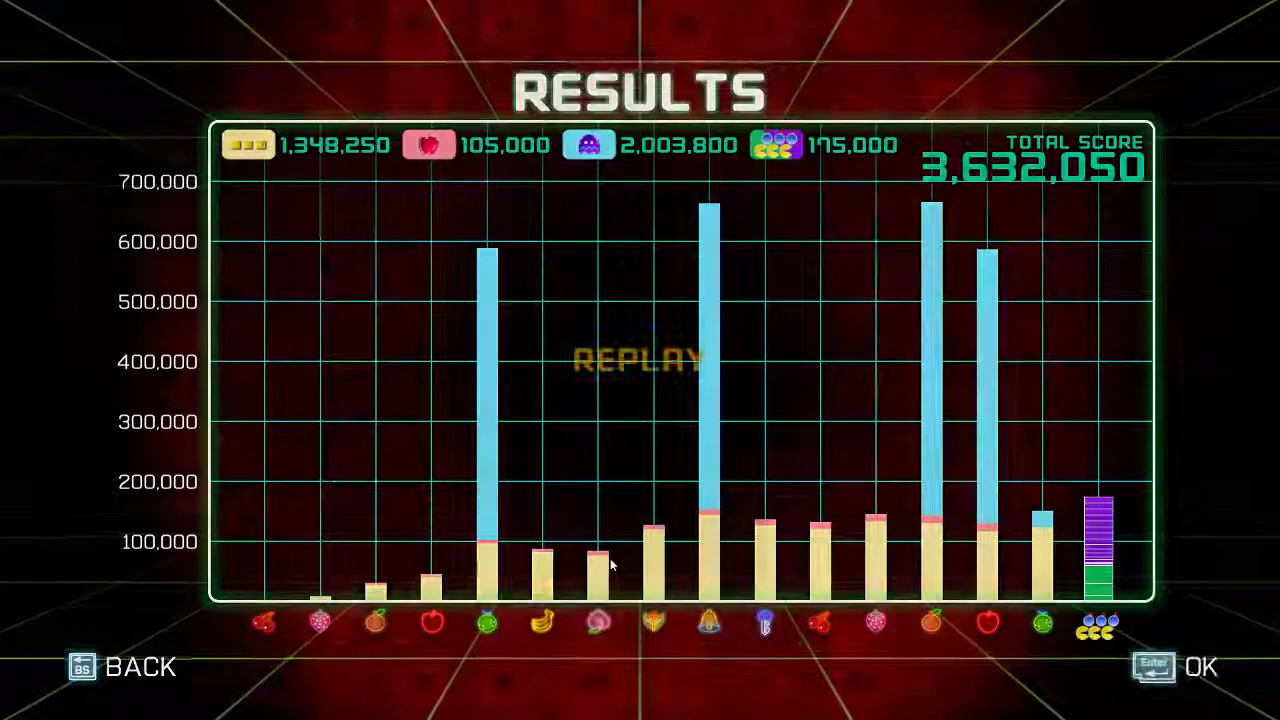 RESULTS
1,348,250 105,000 2,003,800 175,000
TOTAL SCORE
3,632,050
700,000
600,000
500,000
400,000
300,000
200,000
100,000
REPLAY
BS BACK
Enter OK